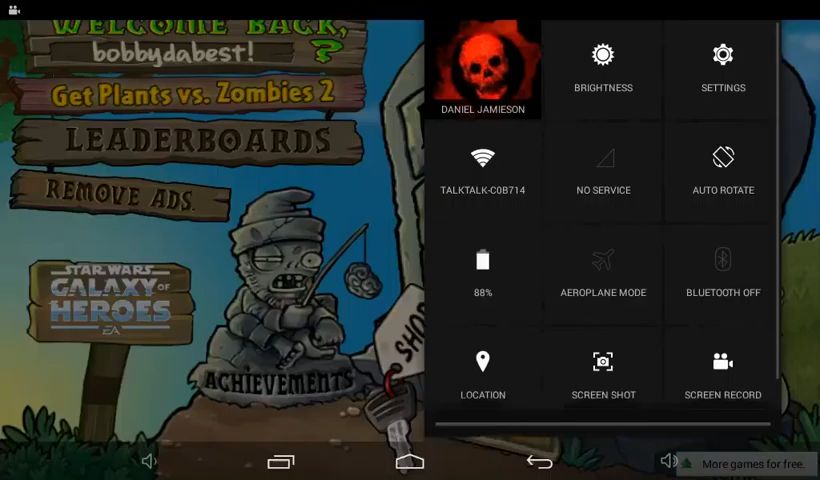 WELCOME BACK,
bobbydabest!
?
Get Plants vs. Zombies 2
LEADERBOARDS
REMOVE ADS.
STAR WARS
GALAXY OF
HEROES
EA
ACHIEVEMENTS
SHOP
DANIEL JAMIESON
BRIGHTNESS
SETTINGS
TALKTALK-C0B714
NO SERVICE
AUTO ROTATE
88%
AEROPLANE MODE
BLUETOOTH OFF
LOCATION
SCREEN SHOT
SCREEN RECORD
More games for free.